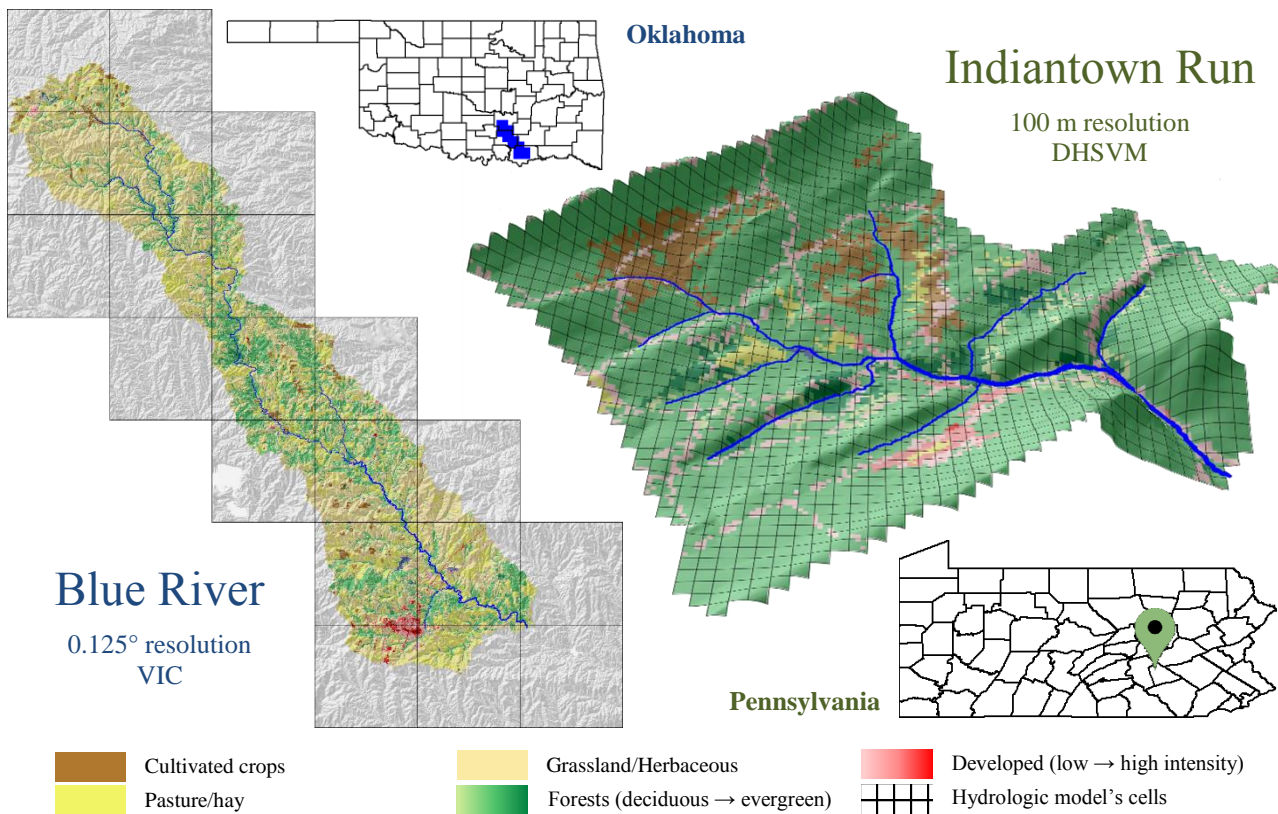 Oklahoma
Indiantown Run
100 m resolution
DHSVM
Blue River
0.125° resolution
VIC
Pennsylvania
Cultivated crops
Pasture/hay
Grassland/Herbaceous
Forests (deciduous → evergreen)
Developed (low → high intensity)
Hydrologic model's cells